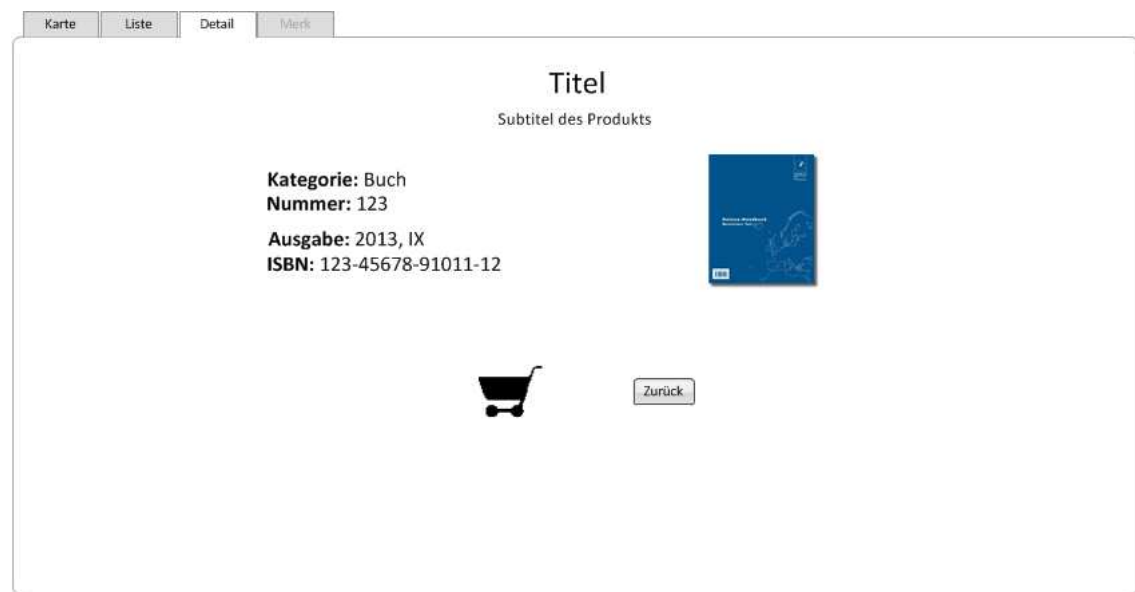 Karte
Liste
Detail
Merk
Titel
Subtitel des Produkts
Kategorie: Buch
Nummer: 123
Ausgabe: 2013, IX
ISBN: 123-45678-91011-12
Zurück